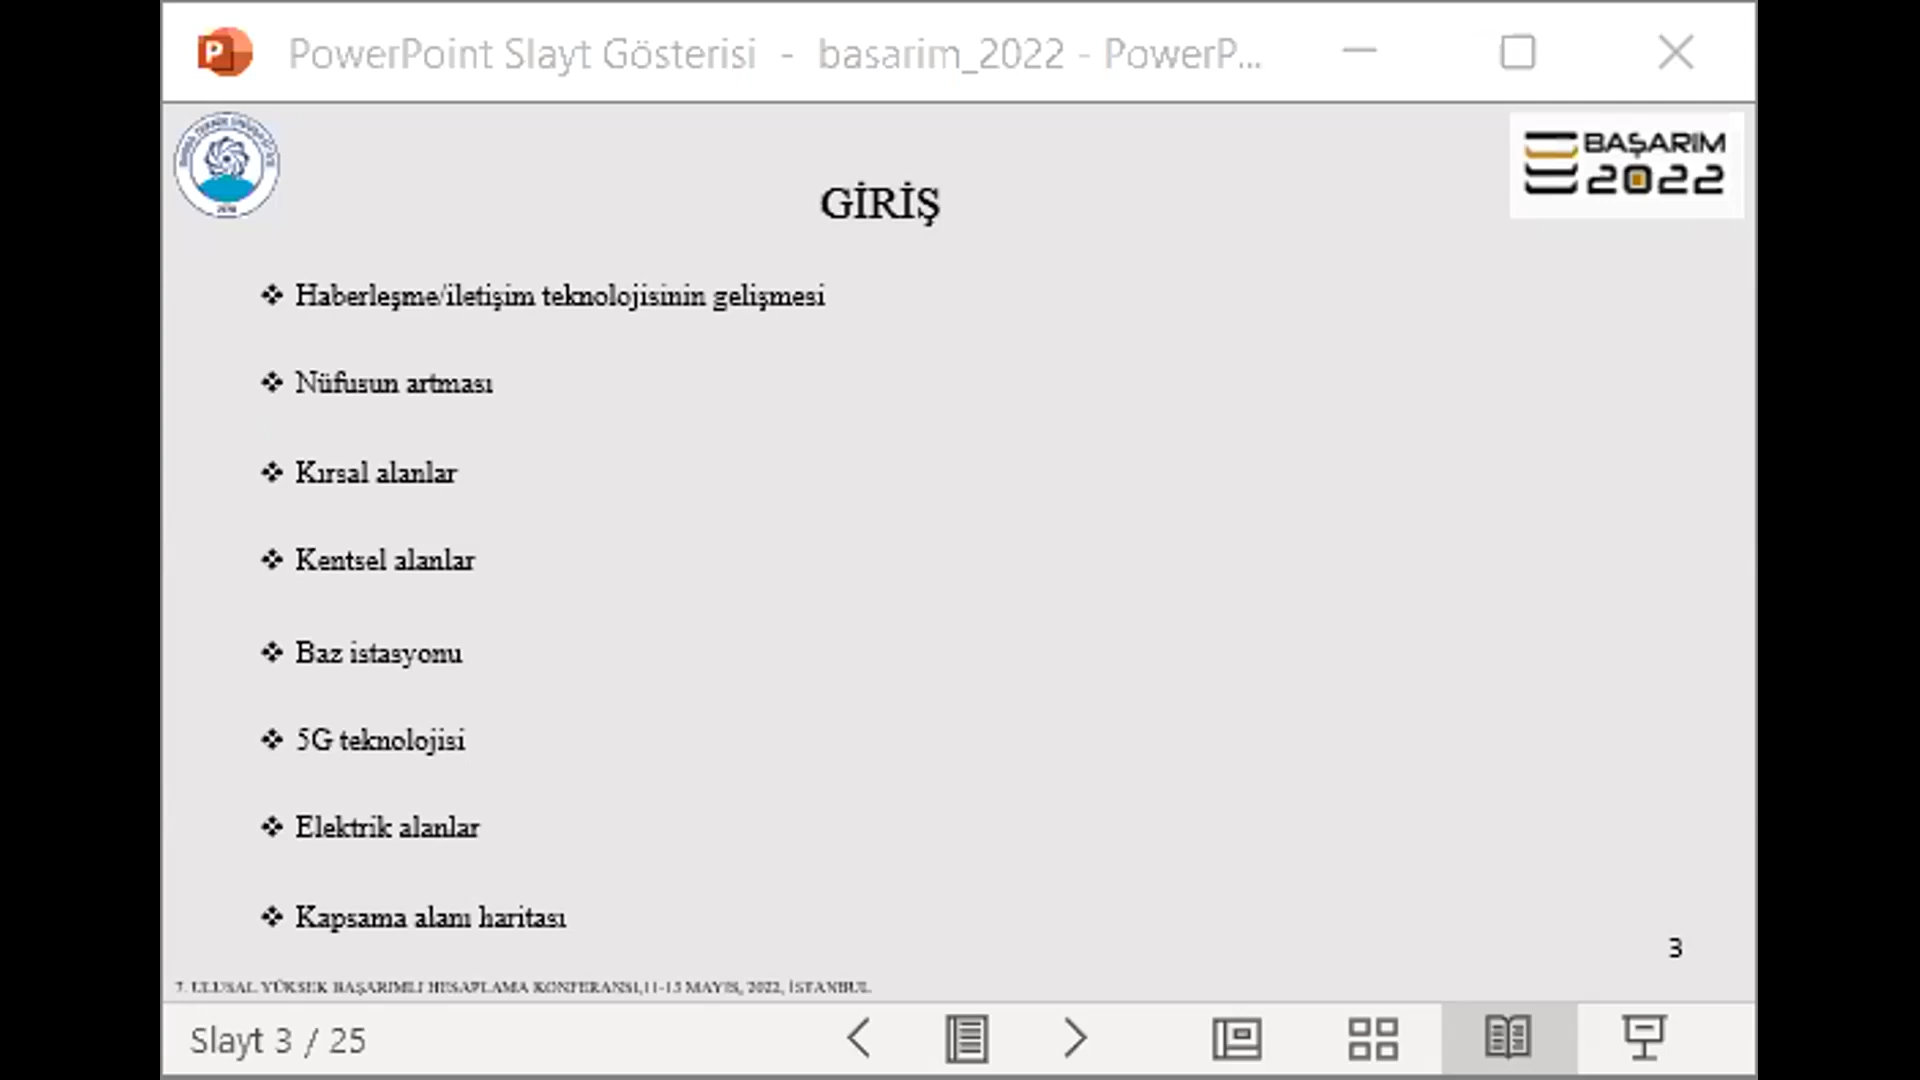 PowerPoint Slayt Gösterisi - basarim_2022 - PowerP...
BAŞARIM
2022
GİRİŞ
❖ Haberleşme/iletişim teknolojisinin gelişmesi
❖ Nüfusun artması
❖ Kırsal alanlar
❖ Kentsel alanlar
❖ Baz istasyonu
❖ 5G teknolojisi
❖ Elektrik alanlar
❖ Kapsama alanı haritası
3
7. ULUSAL YÜKSEK BAŞARIMLI HESAPLAMA KONFERANSI,11-13 MAYIS, 2022, İSTANBUL
Slayt 3 / 25